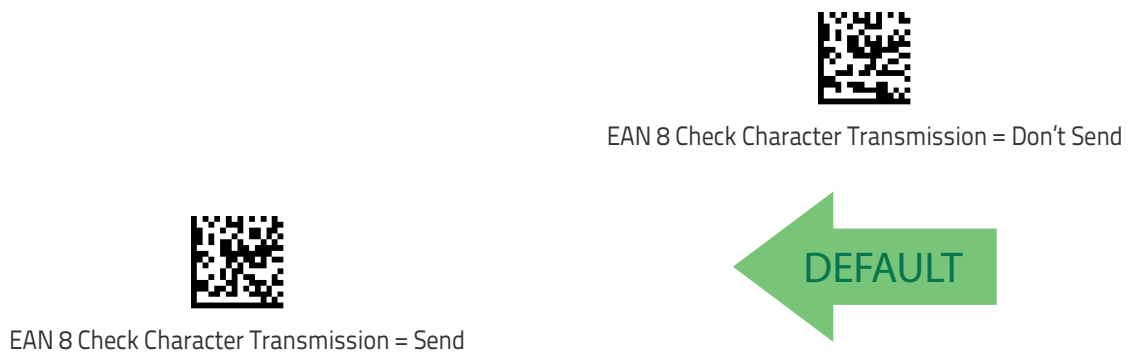 EAN 8 Check Character Transmission = Don't Send
DEFAULT
EAN 8 Check Character Transmission = Send